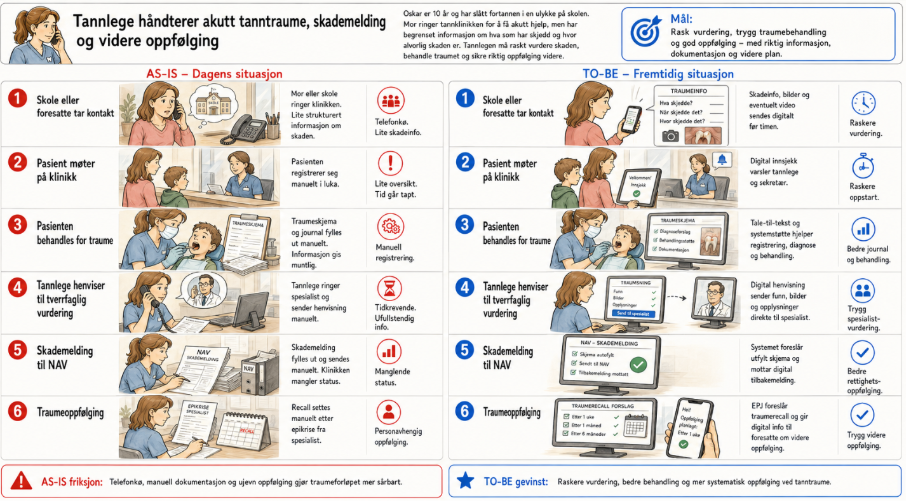 Tannlege håndterer akutt tanntraume, skademelding
og videre oppfølging
Oskar er 10 år og har slått fortannen i en ulykke på skolen.
Mor ringer tannklinikken for å få akutt hjelp, men har
begrenset informasjon om hva som har skjedd og hvor
alvorlig skaden er. Tannlegen må raskt vurdere skaden,
behandle traumet og sikre riktig oppfølging videre.
Mål:
Rask vurdering, trygg traumebehandling
og god oppfølging – med riktig informasjon,
dokumentasjon og videre plan.
AS-IS – Dagens situasjon
1
Skole eller
foresatte tar kontakt
Mor eller skole
ringer klinikken.
Lite strukturert
informasjon om
skaden.
Telefonkø.
Lite skadeinfo.
2
Pasient møter
på klinikk
Pasienten
registrerer seg
manuelt i luka.
Lite oversikt.
Tid går tapt.
3
Pasienten
behandles for traume
TRAUMESKJEMA
Traumeskjema
og journal fylles
ut manuelt.
Informasjon gis
muntlig.
Manuell
registrering.
4
Tannlege henviser
til tverrfaglig
vurdering
Tannlege ringer
spesialist og
sender henvisning
manuelt.
Tidkrevende.
Ufullstendig
info.
5
Skademelding
til NAV
NAV
SKADEMELDING
NAV
Skademelding
fylles ut og sendes
manuelt. Klinikken
mangler status.
Manglende
status.
6
Traumeoppfølging
EPIKRISE
SPESIALIST
RECALL
Recall settes
manuelt etter
epikrise fra
spesialist.
Personavhengig
oppfølging.
AS-IS friksjon: Telefonkø, manuell dokumentasjon og ujevn oppfølging gjør traumeforløpet mer sårbart.
TO-BE – Fremtidig situasjon
1
Skole eller
foresatte tar kontakt
TRAUMEINFO
Hva skjedde?
Når skjedde det?
Hvor skjedde det?
Skadeinfo, bilder og
eventuelt video
sendes digitalt
før timen.
Raskere
vurdering.
2
Pasient møter
på klinikk
Velkommen!
Innsjekk
Digital innsjekk
varsler tannlege
og sekretær.
Raskere
oppstart.
3
Pasienten
behandles for traume
TRAUMESKJEMA
Diagnoseforslag
Behandlingsstøtte
Dokumentasjon
Tale-til-tekst og
systemstøtte hjelper
registrering, diagnose
og behandling.
Bedre journal
og behandling.
4
Tannlege henviser
til tverrfaglig
vurdering
Funn
Bilder
Opplysninger
Send til spesialist
Digital henvisning
sender funn, bilder
og opplysninger
direkte til spesialist.
Trygg
spesialist-
vurdering.
5
Skademelding
til NAV
NAV – SKADEMELDING
Skjema autofylt
Sendt til NAV
Tilbakemelding mottatt
Systemet foreslår
utfylt skjema og
mottar digital
tilbakemelding.
Bedre
rettighets-
oppfølging.
6
Traumeoppfølging
TRAUMERECALL FORSLAG
Etter 1 uke
Etter 1 måned
Etter 6 måneder
Hei!
Oppfølging
planlagt:
Etter 1 uke
EPJ foreslår
traumerecall og gir
digital info til
foresatte om videre
oppfølging.
Trygg videre
oppfølging.
TO-BE gevinst: Raskere vurdering, bedre behandling og mer systematisk oppfølging ved tanntraume.